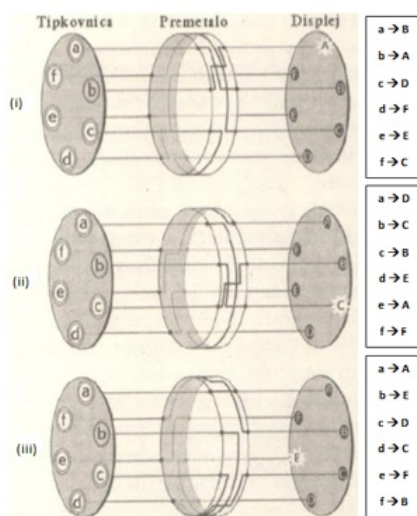 Tipkovnica Premetalo Displej
(i)
a
f
b
e
c
d
A
a → B
b → A
c → D
d → F
e → E
f → C
(ii)
a
f
b
e
c
d
C
a → D
b → C
c → B
d → E
e → A
f → F
(iii)
a
f
b
e
c
d
a → A
b → E
c → D
d → C
e → F
f → B